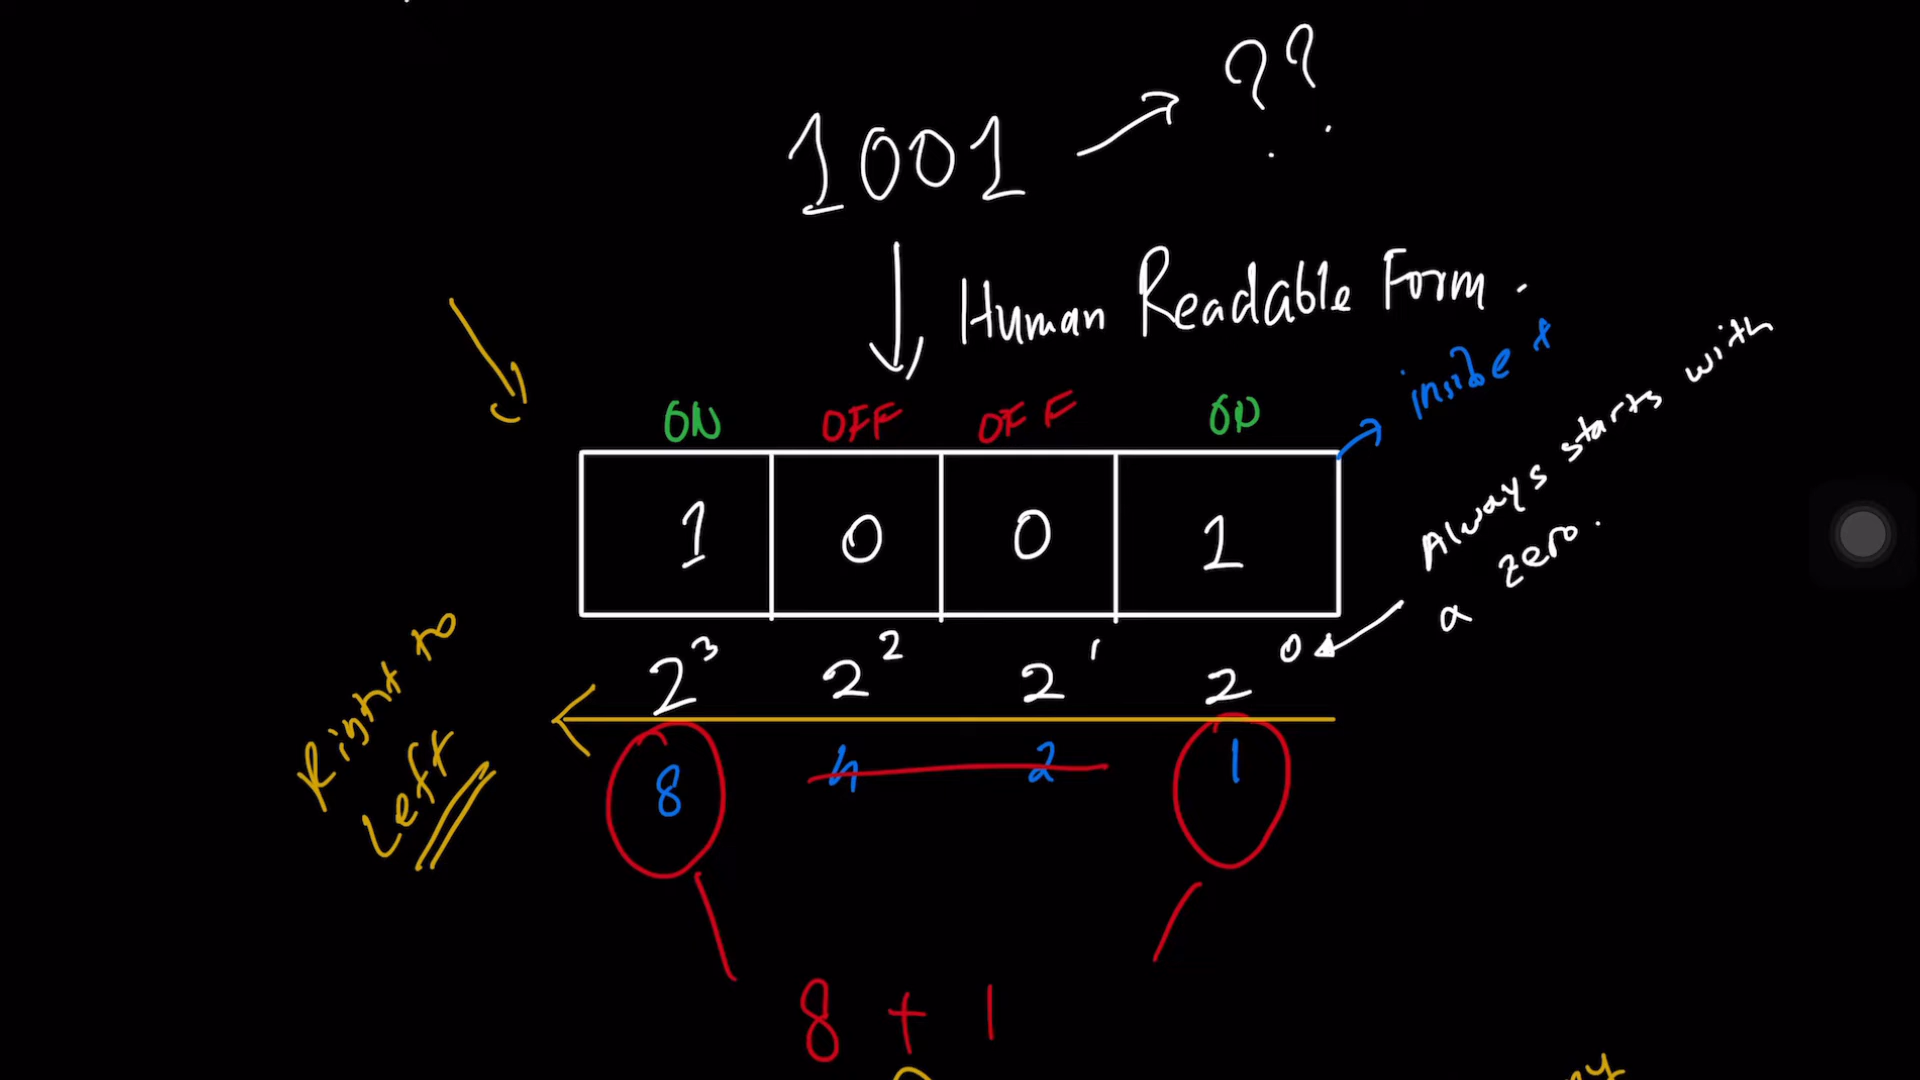 1001 → ??
Human Readable Form.
inside
Always starts with
a zero.
ON OFF OFF ON
1 0 0 1
2³ 2² 2¹ 2⁰
Right to
Left
8 4 2 1
8 + 1